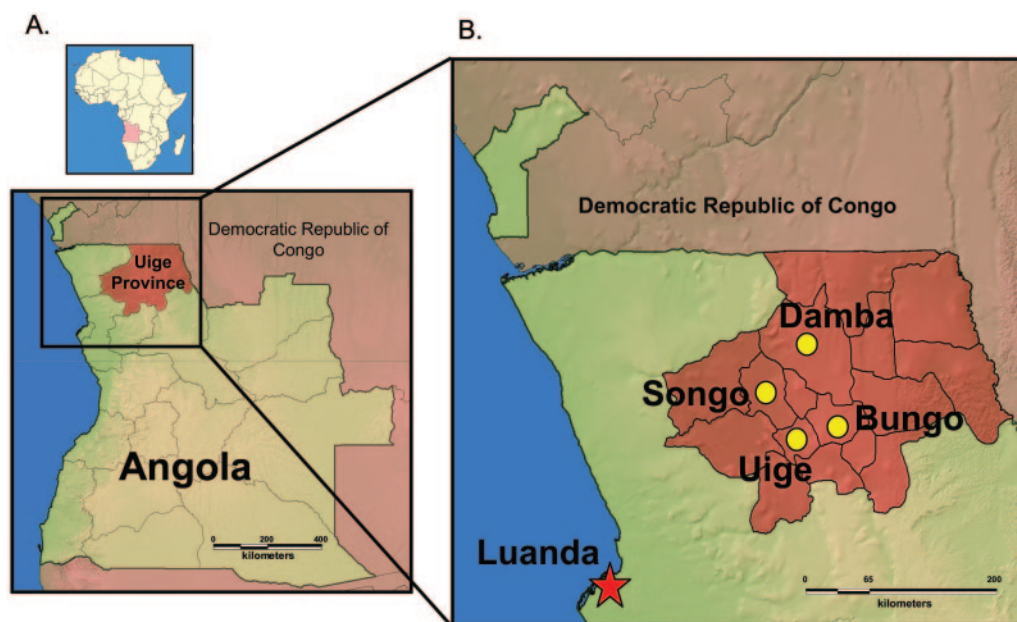 A.
B.
Democratic Republic of
Congo
Uige
Province
Angola
0 200 400
kilometers
Democratic Republic of Congo
Damba
Songo
Bungo
Uige
Luanda
0 65 200
kilometers